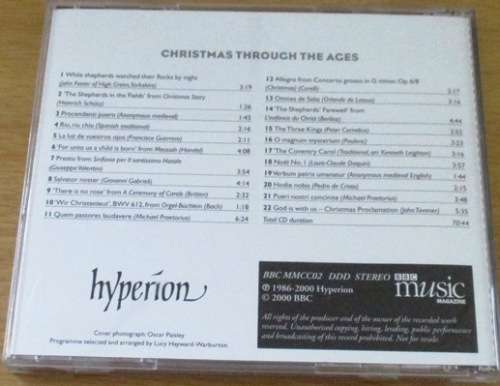 CHRISTMAS THROUGH THE AGES
1 While shepherds watched their flocks by night
(John Foster of High Green, Yorkshire) 3:19
2 'The Shepherds in the Fields' from Christmas Story
(Heinrich Schütz) 1:26
3 Procedenti puero (Anonymous medieval) 1:45
4 Riu, riu, chiu (Spanish traditional) 2:16
5 La luz de vuestros ojos (Francisco Guerrero) 2:11
6 'For unto us a child is born' from Messiah (Handel) 4:08
7 Presto from Sinfonia per il santissimo Natale
(Giuseppe Valentini) 3:54
8 Salvator noster (Giovanni Gabrieli) 4:14
9 'There is no rose' from A Ceremony of Carols (Britten) 2:32
10 'Wir Christenleut', BWV 612, from Orgel-Büchlein (Bach) 1:18
11 Quem pastores laudavere (Michael Praetorius) 6:24
12 Allegro from Concerto grosso in G minor, Op 6/8
(Christmas) (Corelli) 3:17
13 Omnes de Saba (Orlande de Lassus) 3:16
14 'The Shepherds' Farewell' from
L'enfance du Christ (Berlioz) 4:44
15 The Three Kings (Peter Cornelius)
16 O magnum mysterium (Poulenc)
17 'The Coventry Carol' (Traditional, arr Kenneth Leighton) 3:16
18 Noël No. 1 (Louis-Claude Daquin) 3:57
19 Verbum patris umanatur (Anonymous medieval English) 1:44
20 Hodie nobis (Pedro de Cristo) 2:15
21 Pueri nostri concinite (Michael Praetorius) 2:48
22 God is with us – Christmas Proclamation (John Tavener) 5:35
Total CD duration 70:44
hyperion
Cover photograph: Oscar Paisley
Programme selected and arranged by Lucy Hayward-Warburton
BBC MMCC02 DDD STEREO
℗ 1986-2000 Hyperion
© 2000 BBC
BBC
music
MAGAZINE
All rights of the producer and of the owner of the recorded work
reserved. Unauthorised copying, hiring, lending, public performance
and broadcasting of this record prohibited. Not for resale.